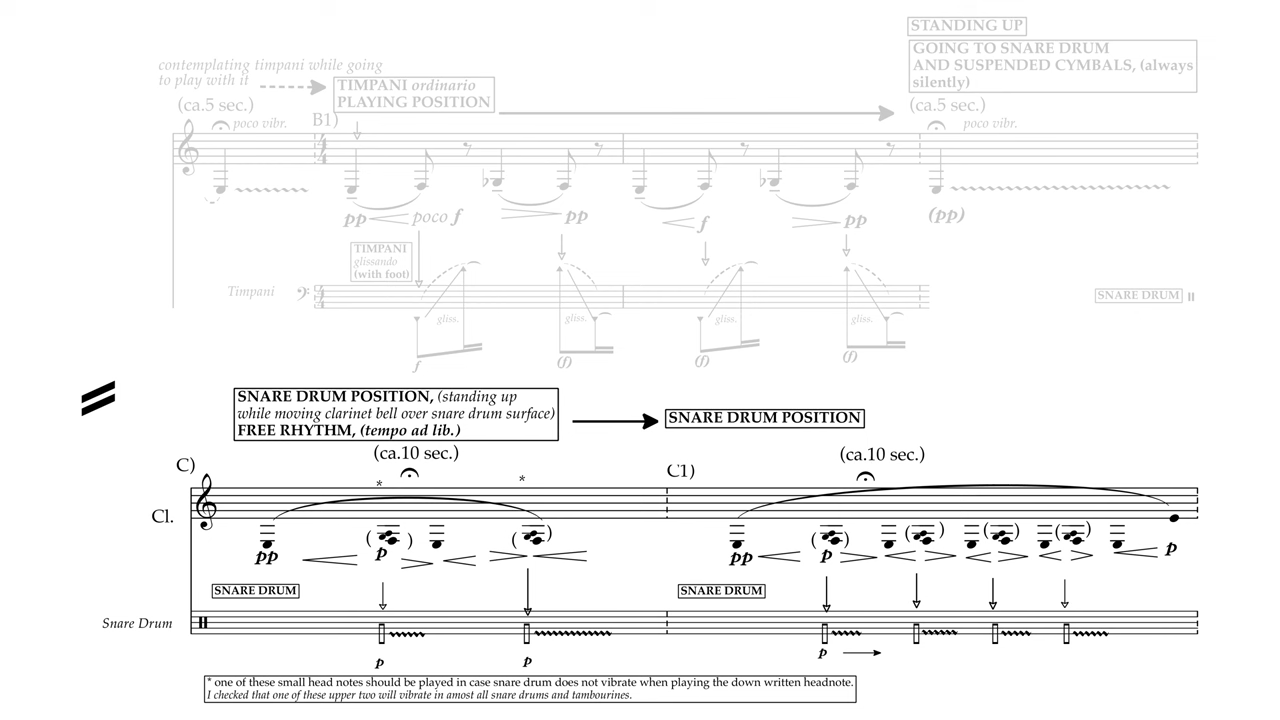 STANDING UP
contemplating timpani while going
to play with it
GOING TO SNARE DRUM
AND SUSPENDED CYMBALS, (always
silently)
TIMPANI ordinario
PLAYING POSITION
(ca.5 sec.)
(ca.5 sec.)
poco vibr.
B1)
poco vibr.
4
4
pp poco f pp f pp (pp)
TIMPANI
glissando
(with foot)
Timpani
4
4
SNARE DRUM
gliss. gliss. gliss. gliss.
f (f) (f) (f)
SNARE DRUM POSITION, (standing up
while moving clarinet bell over snare drum surface)
FREE RHYTHM, (tempo ad lib.)
SNARE DRUM POSITION
(ca.10 sec.)
(ca.10 sec.)
C)
C1)
* *
Cl.
( ) ( ) ( ) ( ) ( ) ( )
pp p pp p p
SNARE DRUM
SNARE DRUM
Snare Drum
p p p
* one of these small head notes should be played in case snare drum does not vibrate when playing the down written headnote.
I checked that one of these upper two will vibrate in amost all snare drums and tambourines.